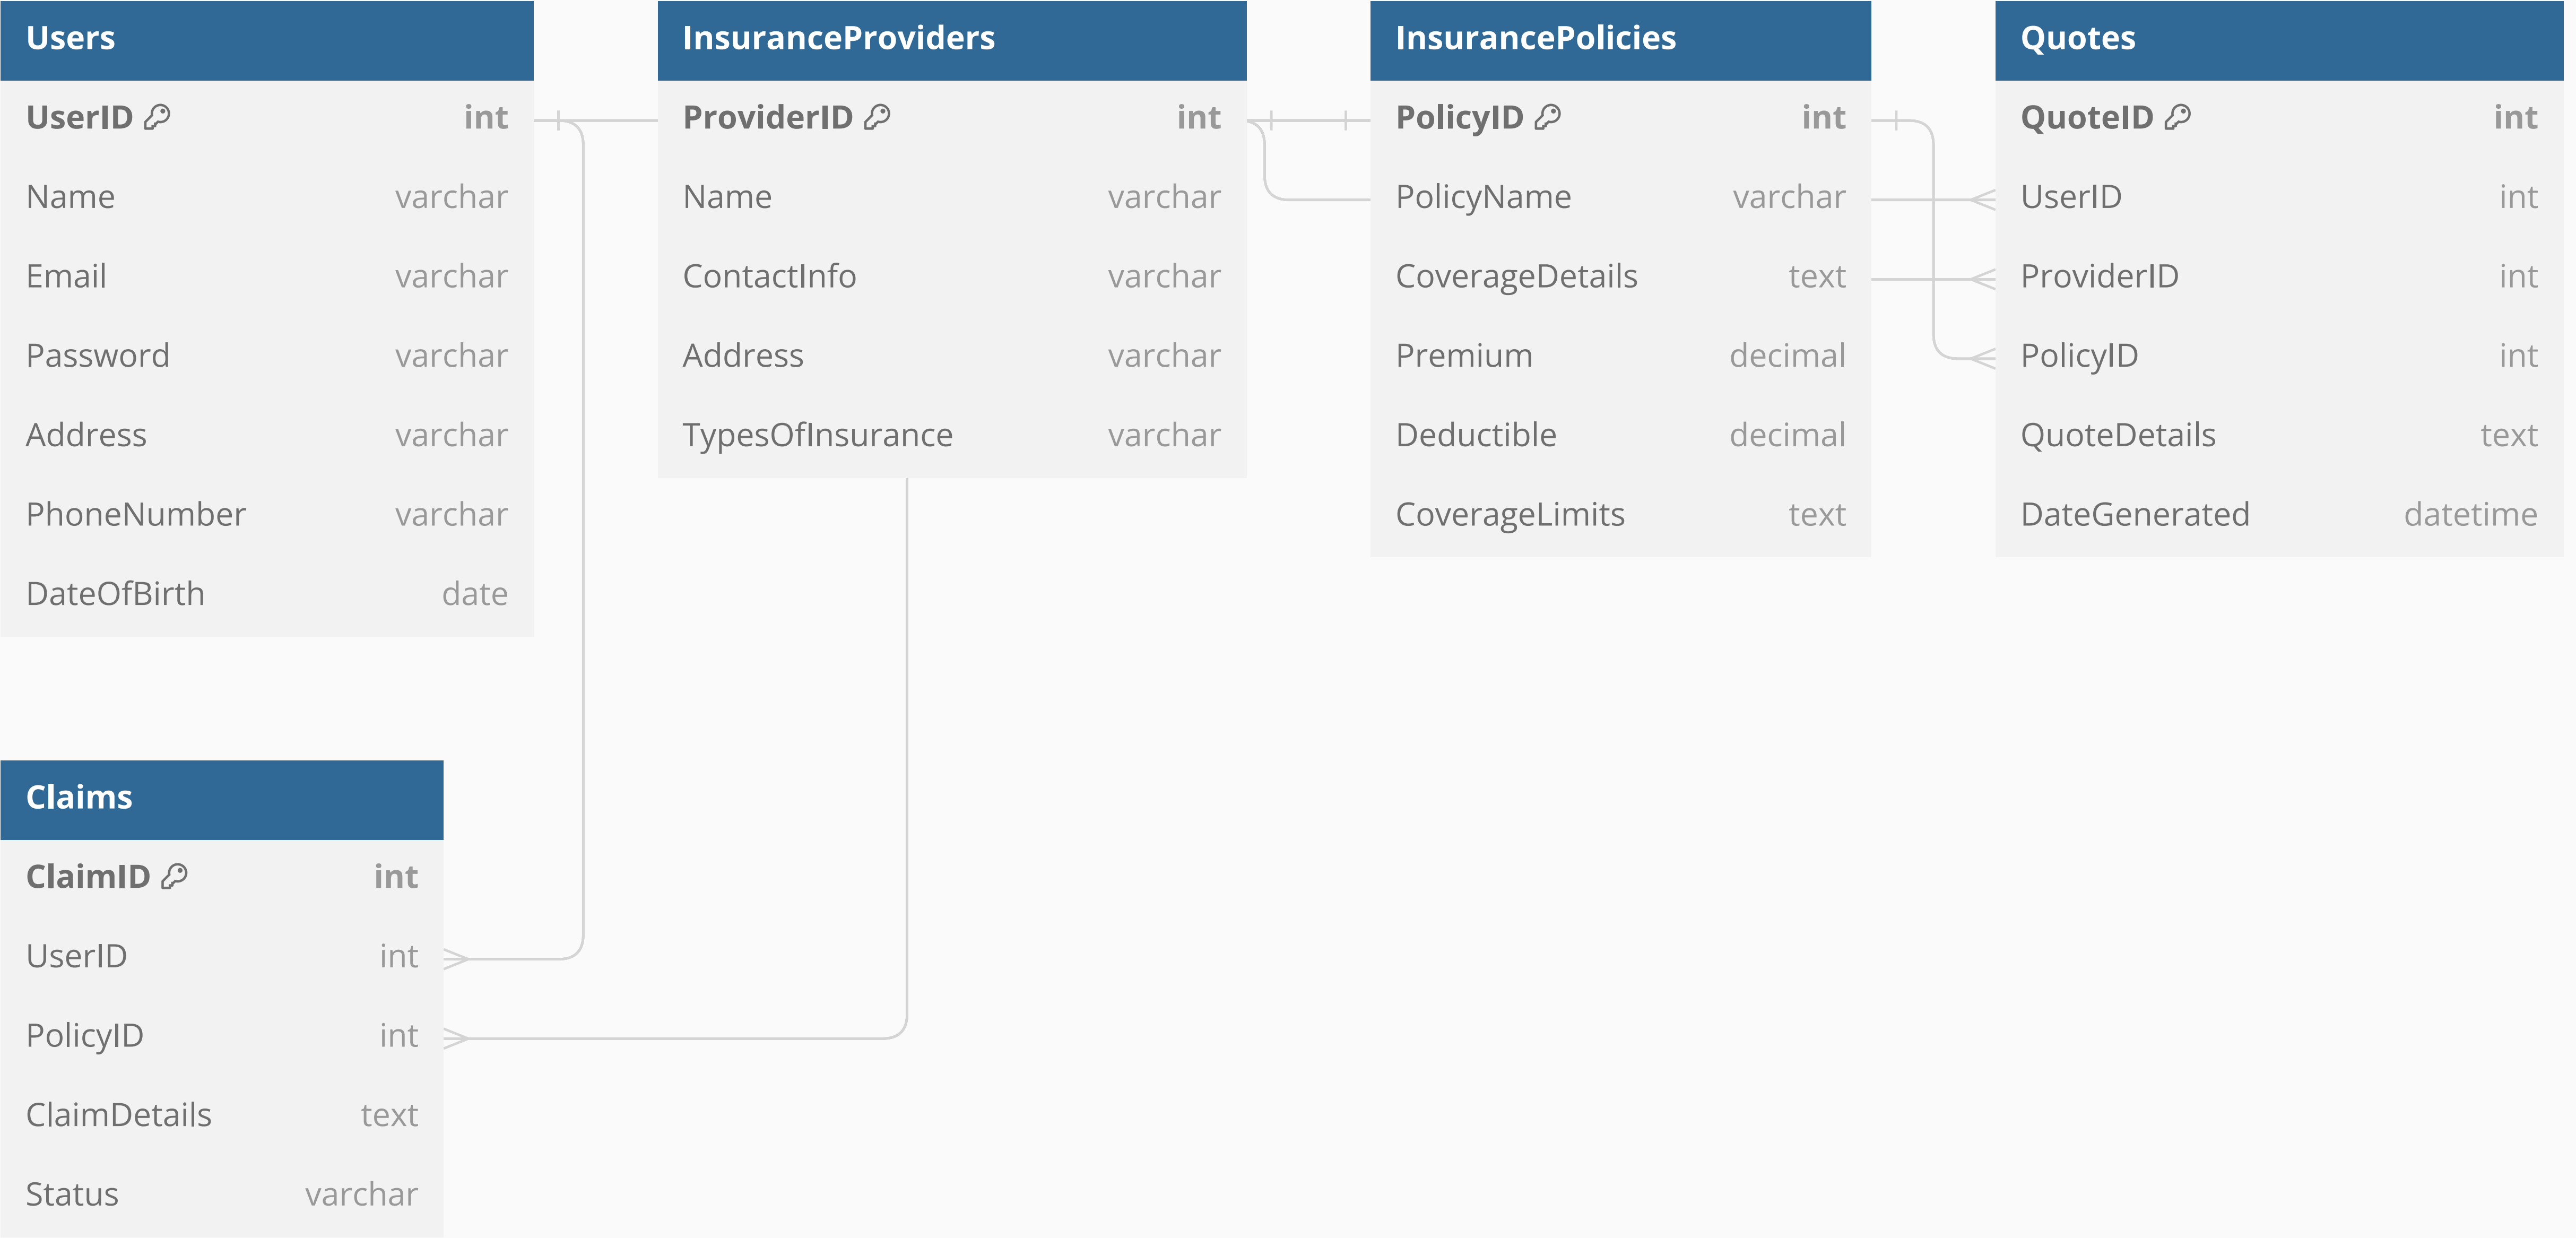 Users
UserID int
Name varchar
Email varchar
Password varchar
Address varchar
PhoneNumber varchar
DateOfBirth date
InsuranceProviders
ProviderID int
Name varchar
ContactInfo varchar
Address varchar
TypesOfInsurance varchar
InsurancePolicies
PolicyID int
PolicyName varchar
CoverageDetails text
Premium decimal
Deductible decimal
CoverageLimits text
Quotes
QuoteID int
UserID int
ProviderID int
PolicyID int
QuoteDetails text
DateGenerated datetime
Claims
ClaimID int
UserID int
PolicyID int
ClaimDetails text
Status varchar